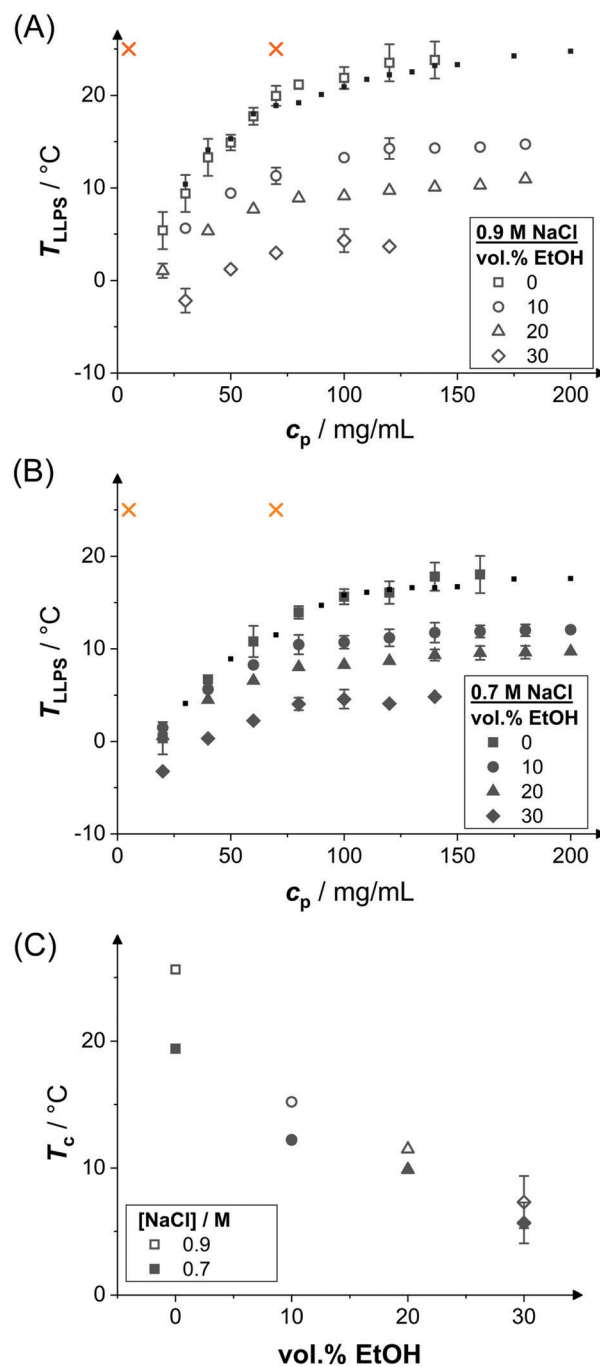 (A)
20
10
0
-10
T_LLPS / °C
0
50
100
150
200
c_p / mg/mL
0.9 M NaCl
vol.% EtOH
0
10
20
30
(B)
20
10
0
-10
T_LLPS / °C
0
50
100
150
200
c_p / mg/mL
0.7 M NaCl
vol.% EtOH
0
10
20
30
(C)
20
10
0
T_c / °C
[NaCl] / M
0.9
0.7
0
10
20
30
vol.% EtOH